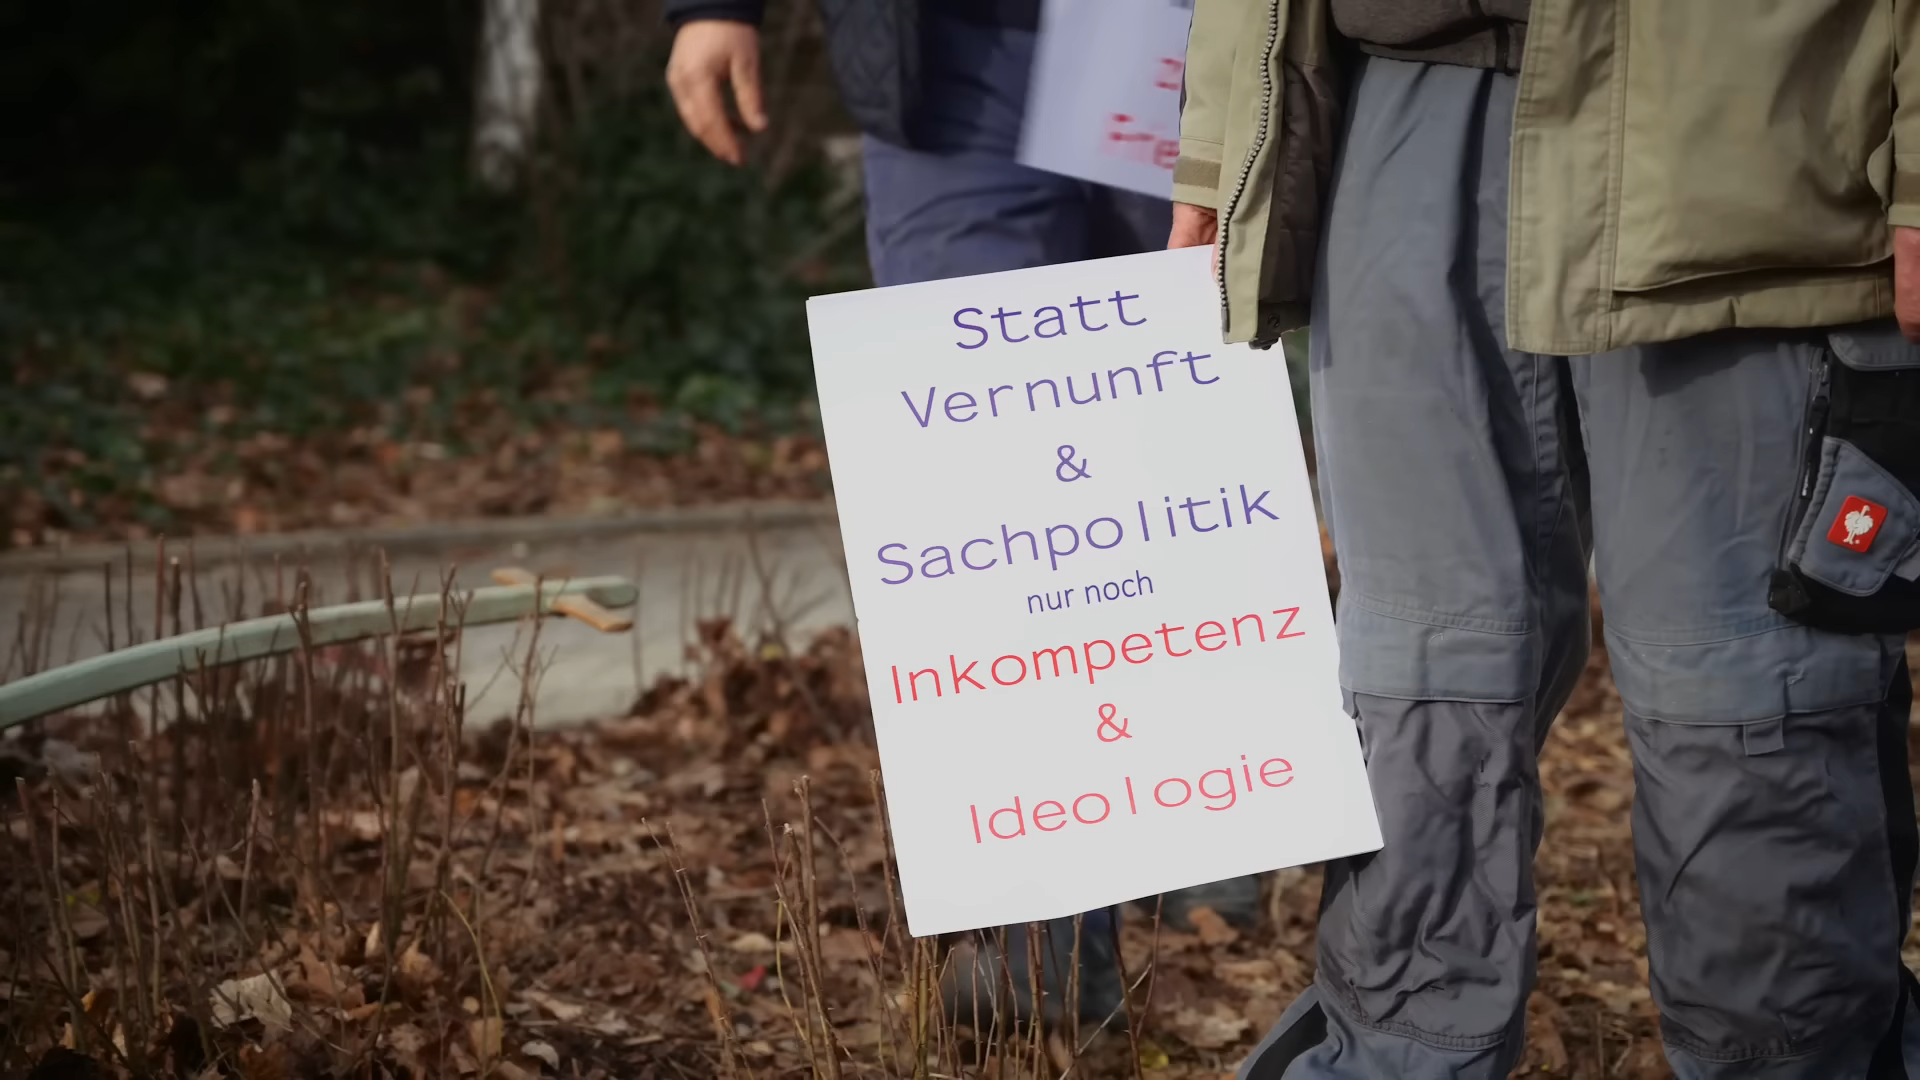 Statt
Vernunft
&
Sachpolitik
nur noch
Inkompetenz
&
Ideologie